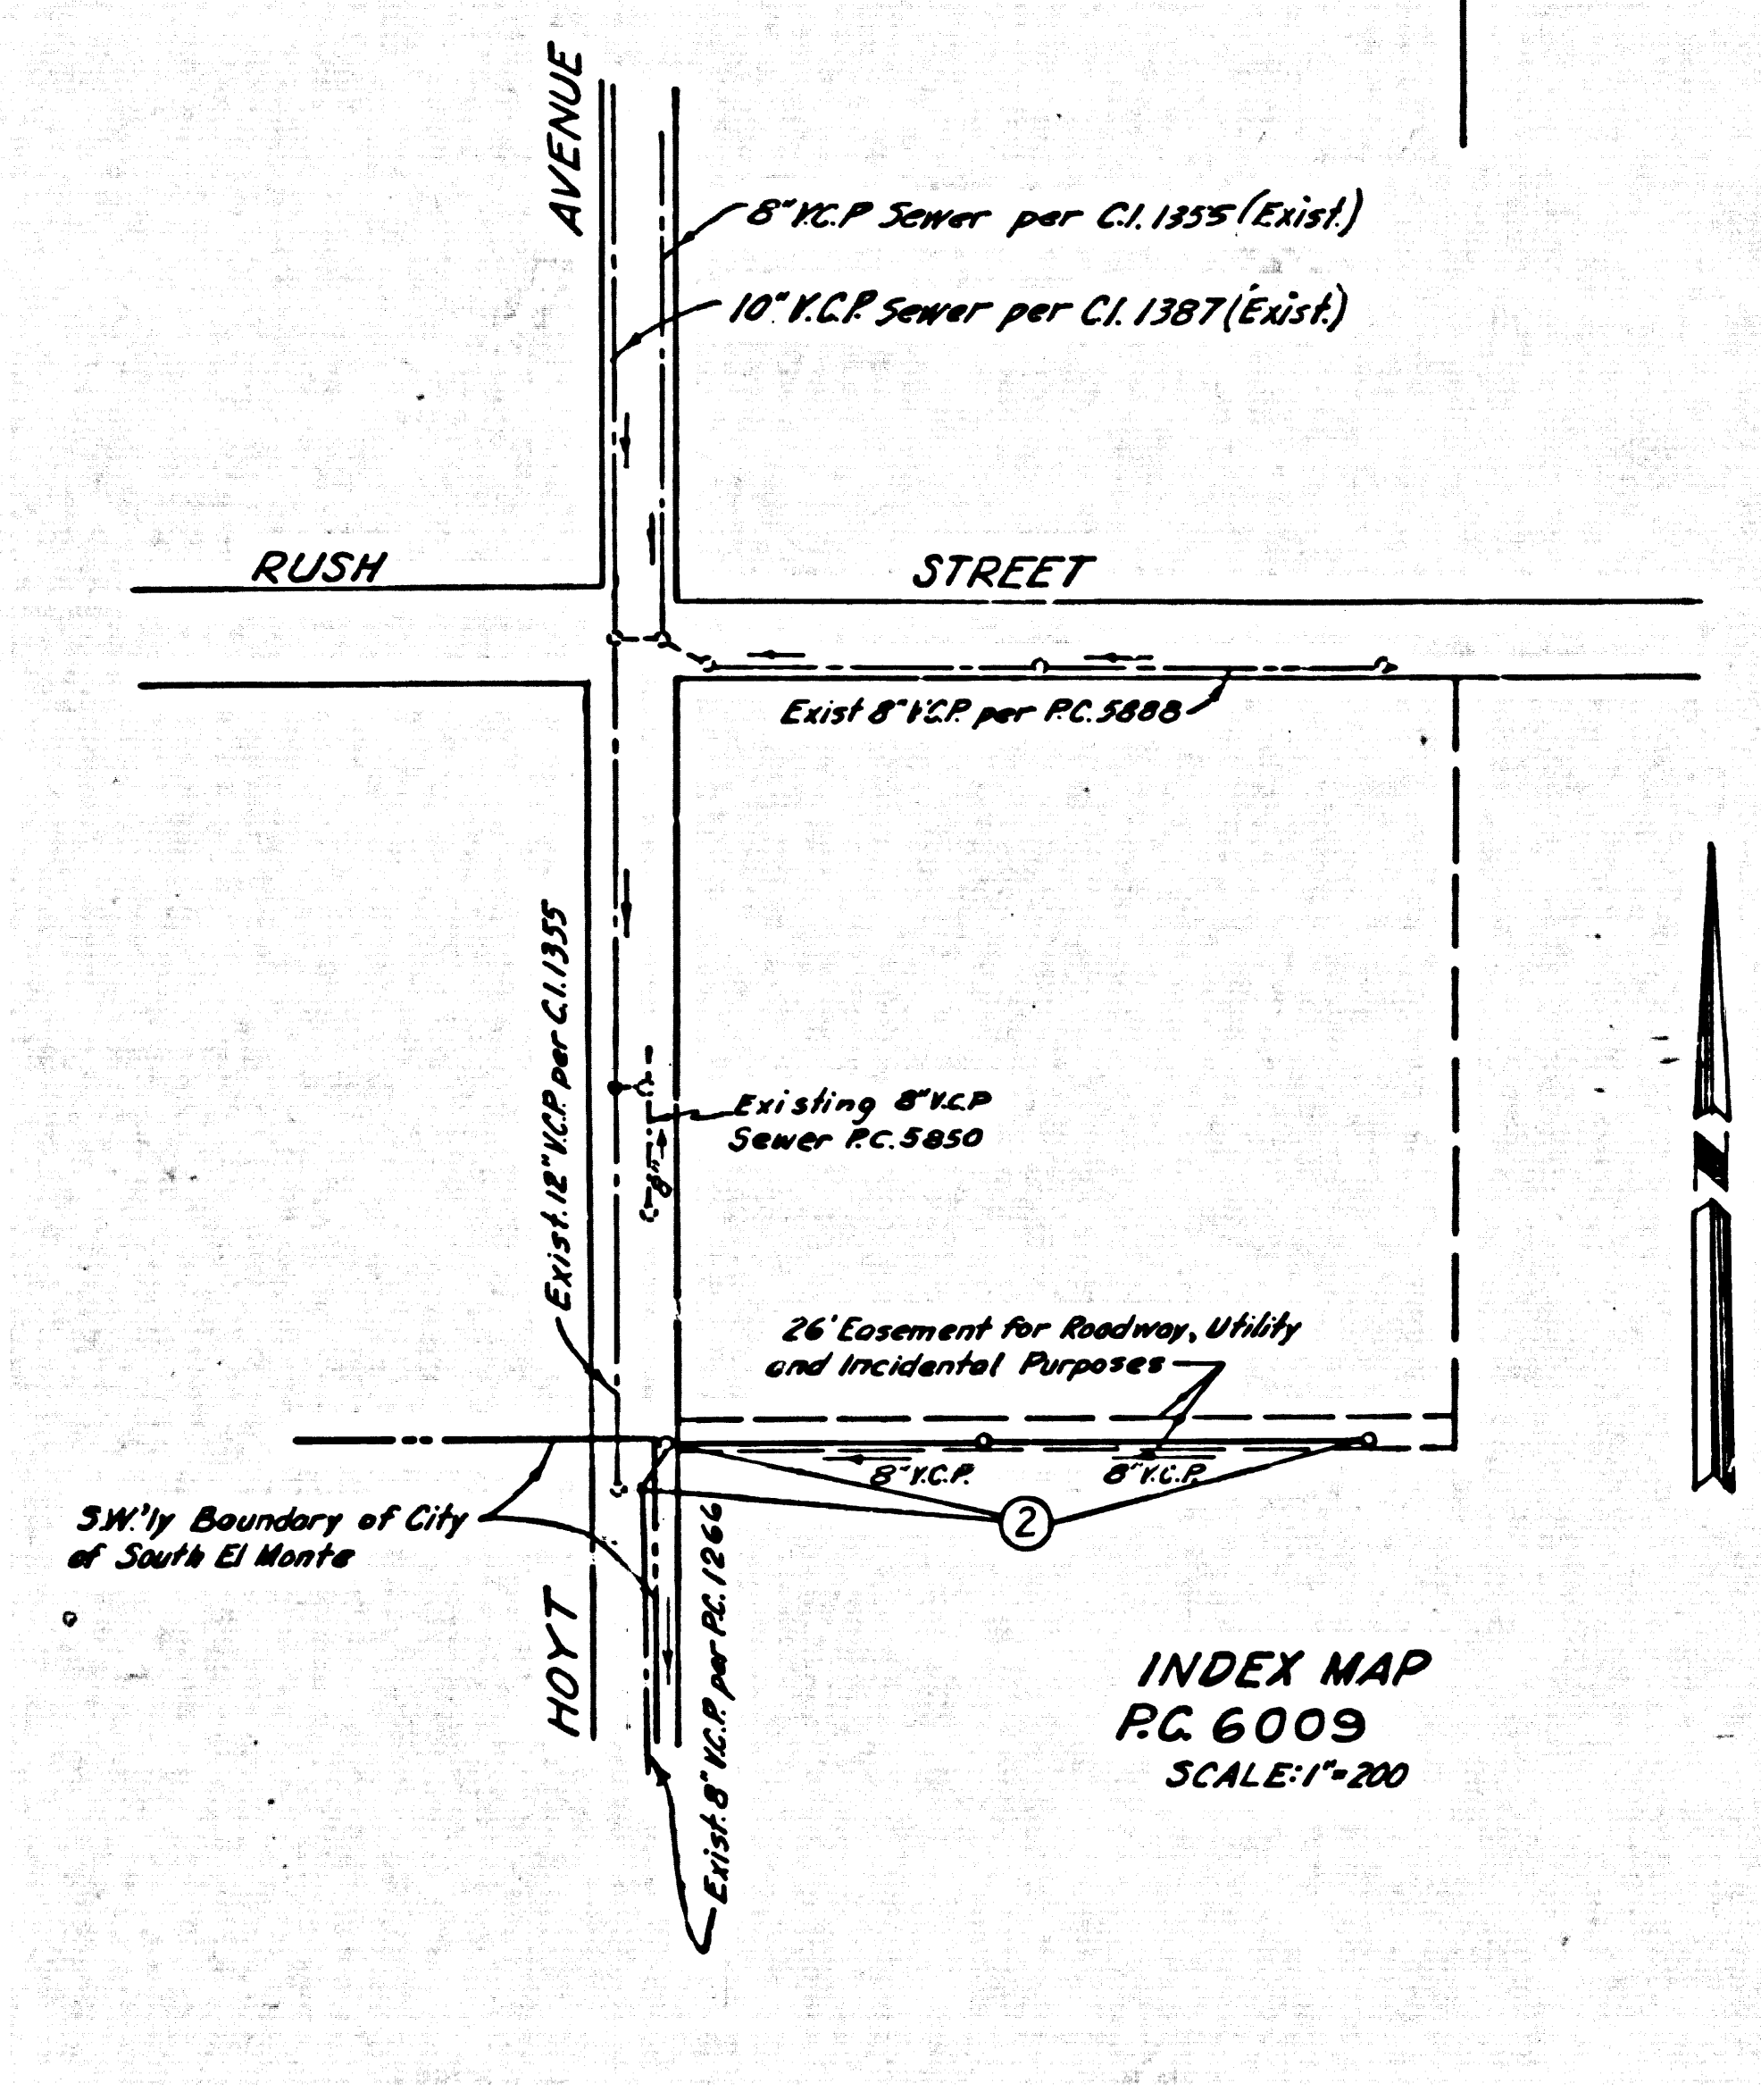 AVENUE
8" V.C.P Sewer per C.I. 1355 (Exist.)
10" V.C.P. Sewer per C.I. 1387 (Exist.)
RUSH STREET
Exist 8" V.C.P. per P.C. 5888
Exist. 12" V.C.P. per C.I. 1355
Existing 8" V.C.P
Sewer P.C. 5850
8"
N
26' Easement for Roadway, Utility
and Incidental Purposes
8" V.C.P. 8" V.C.P.
2
S.W.'ly Boundary of City
of South El Monte
HOYT
Exist. 8" V.C.P. per P.C. 1266
INDEX MAP
P.C. 6009
SCALE: 1"=200